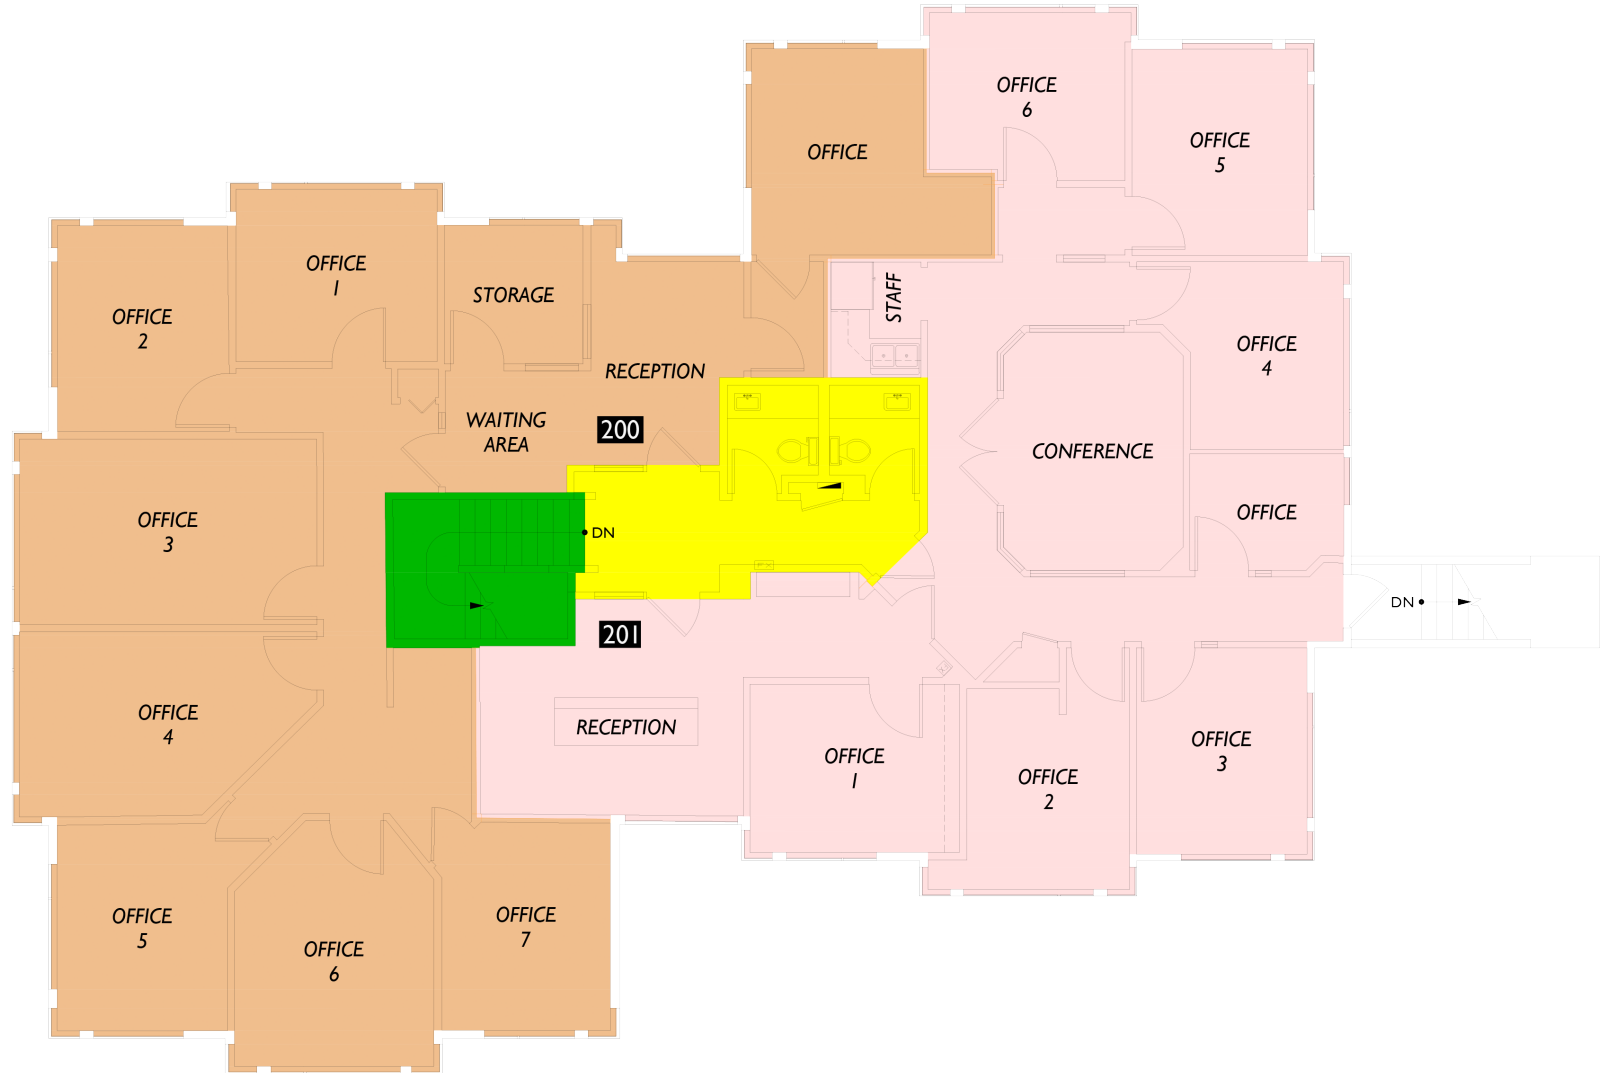 OFFICE
6
OFFICE
5
OFFICE
OFFICE
1
STORAGE
OFFICE
2
STAFF
RECEPTION
OFFICE
4
WAITING
AREA
200
CONFERENCE
OFFICE
3
OFFICE
DN
DN
201
OFFICE
4
RECEPTION
OFFICE
1
OFFICE
2
OFFICE
3
OFFICE
5
OFFICE
6
OFFICE
7